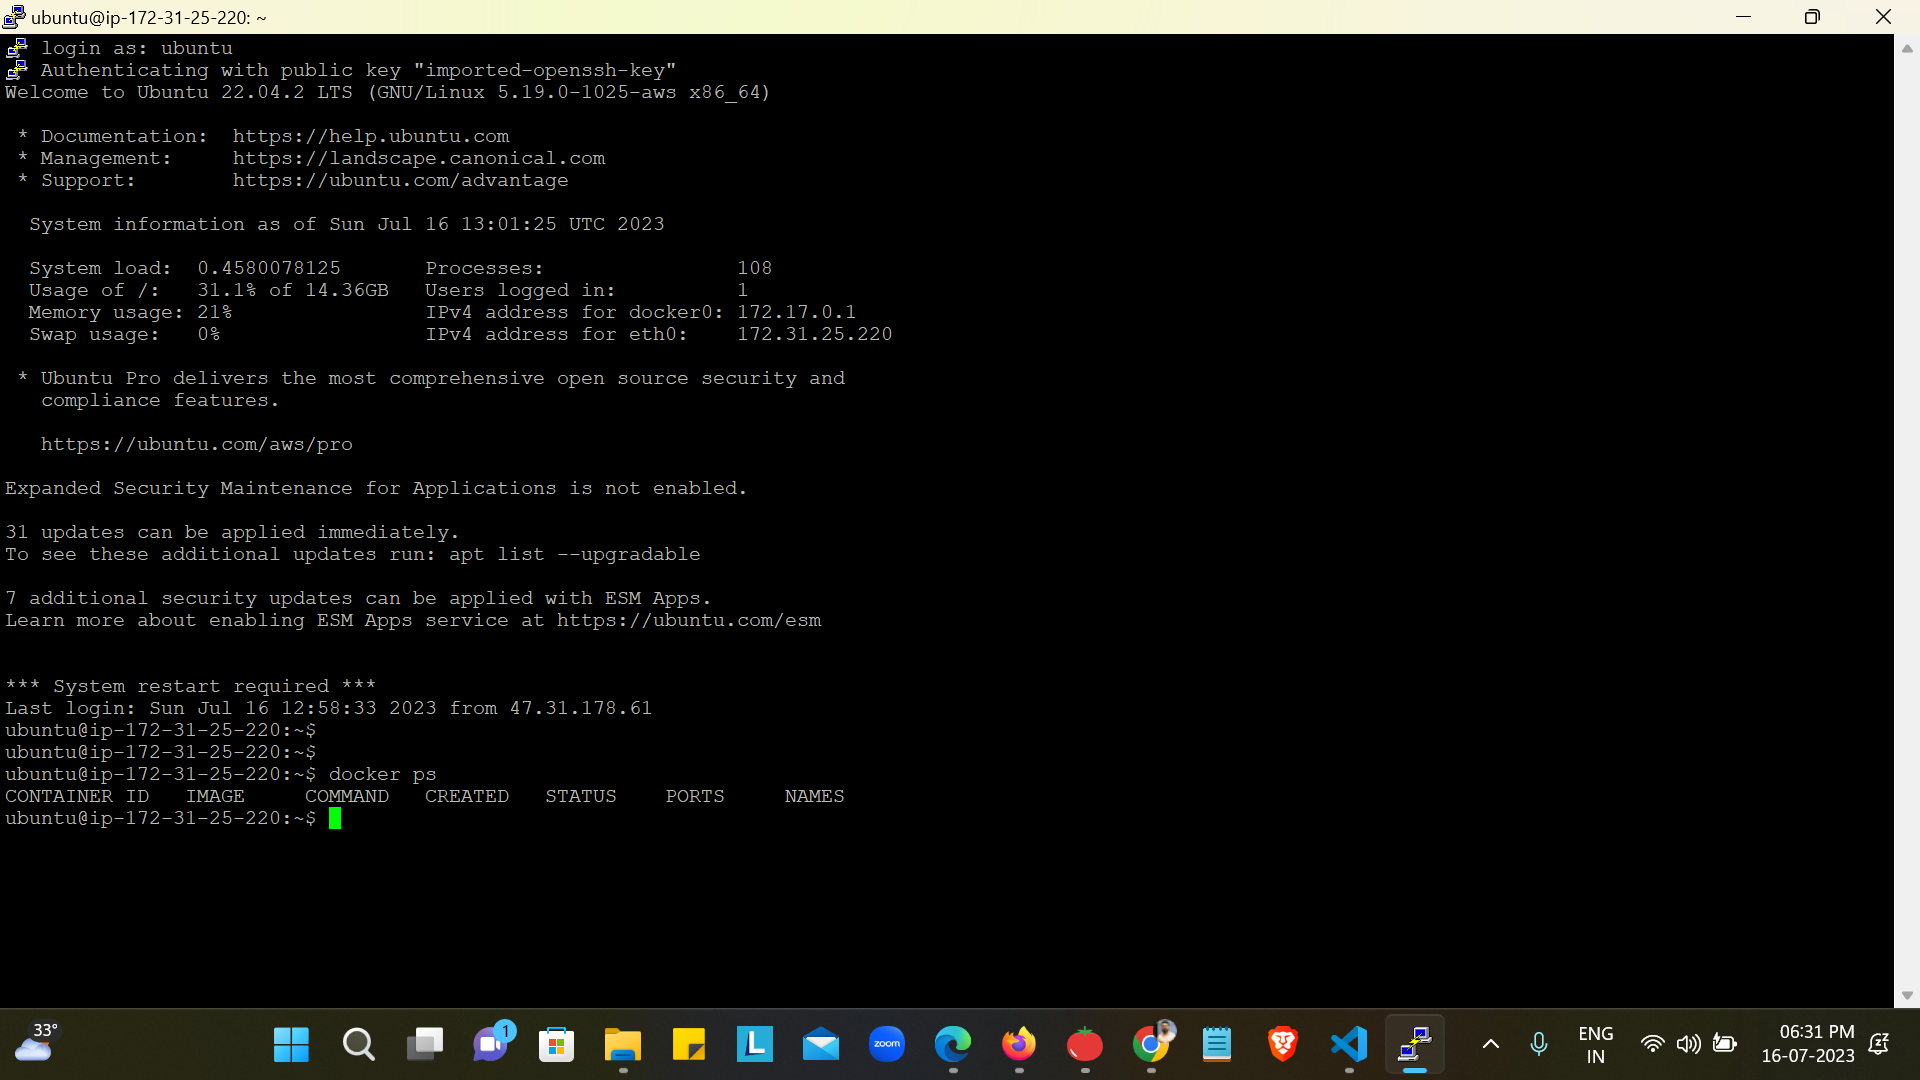 ubuntu@ip-172-31-25-220: ~
login as: ubuntu
Authenticating with public key "imported-openssh-key"
Welcome to Ubuntu 22.04.2 LTS (GNU/Linux 5.19.0-1025-aws x86_64)
* Documentation:  https://help.ubuntu.com
* Management:     https://landscape.canonical.com
* Support:        https://ubuntu.com/advantage
System information as of Sun Jul 16 13:01:25 UTC 2023
System load:  0.4580078125       Processes:                108
Usage of /:   31.1% of 14.36GB   Users logged in:          1
Memory usage: 21%                IPv4 address for docker0: 172.17.0.1
Swap usage:   0%                 IPv4 address for eth0:    172.31.25.220
* Ubuntu Pro delivers the most comprehensive open source security and
compliance features.
https://ubuntu.com/aws/pro
Expanded Security Maintenance for Applications is not enabled.
31 updates can be applied immediately.
To see these additional updates run: apt list --upgradable
7 additional security updates can be applied with ESM Apps.
Learn more about enabling ESM Apps service at https://ubuntu.com/esm
*** System restart required ***
Last login: Sun Jul 16 12:58:33 2023 from 47.31.178.61
ubuntu@ip-172-31-25-220:~$
ubuntu@ip-172-31-25-220:~$
ubuntu@ip-172-31-25-220:~$ docker ps
CONTAINER ID   IMAGE     COMMAND   CREATED   STATUS    PORTS     NAMES
ubuntu@ip-172-31-25-220:~$
33°
1
L
zoom
ENG
IN
06:31 PM
16-07-2023